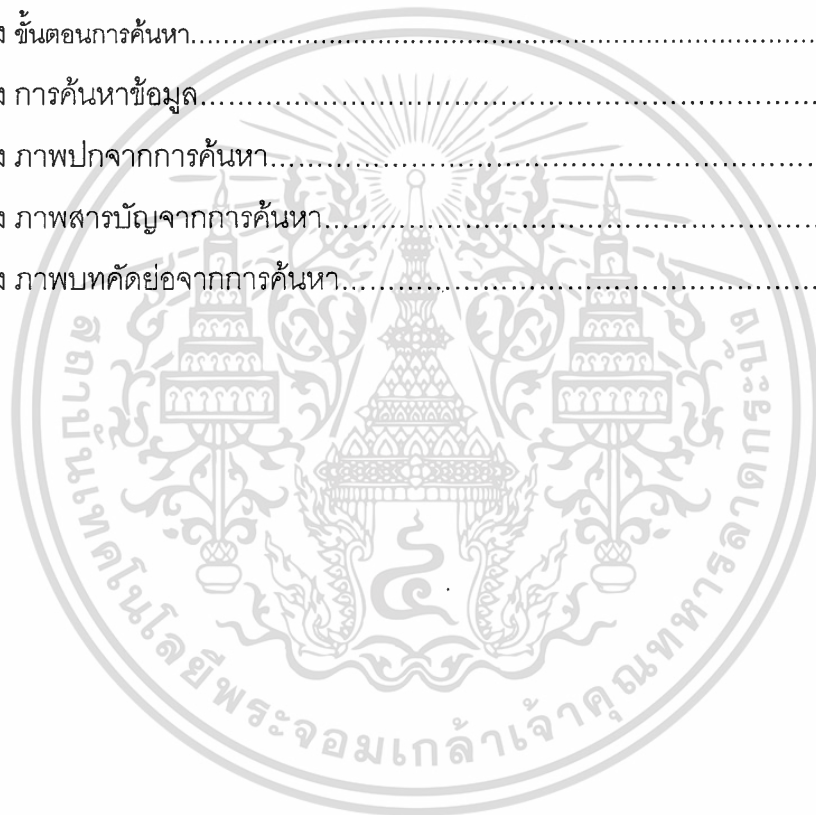 ง ขั้นตอนการค้นหา
ง การค้นหาข้อมูล
ง ภาพปกจากการค้นหา
ง ภาพสารบัญจากการค้นหา
ง ภาพบทคัดย่อจากการค้นหา
สถาบันเทคโนโลยีพระจอมเกล้าเจ้าคุณทหารลาดกระบัง
๔